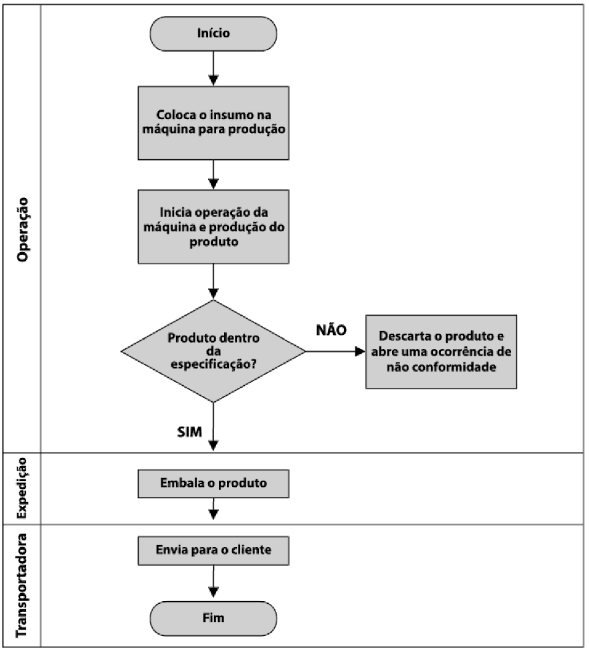 Operação
Início
Coloca o insumo na
máquina para produção
Inicia operação da
máquina e produção do
produto
Produto dentro
da
especificação?
NÃO
Descarta o produto e
abre uma ocorrência de
não conformidade
SIM
Expedição
Embala o produto
Transportadora
Envia para o cliente
Fim